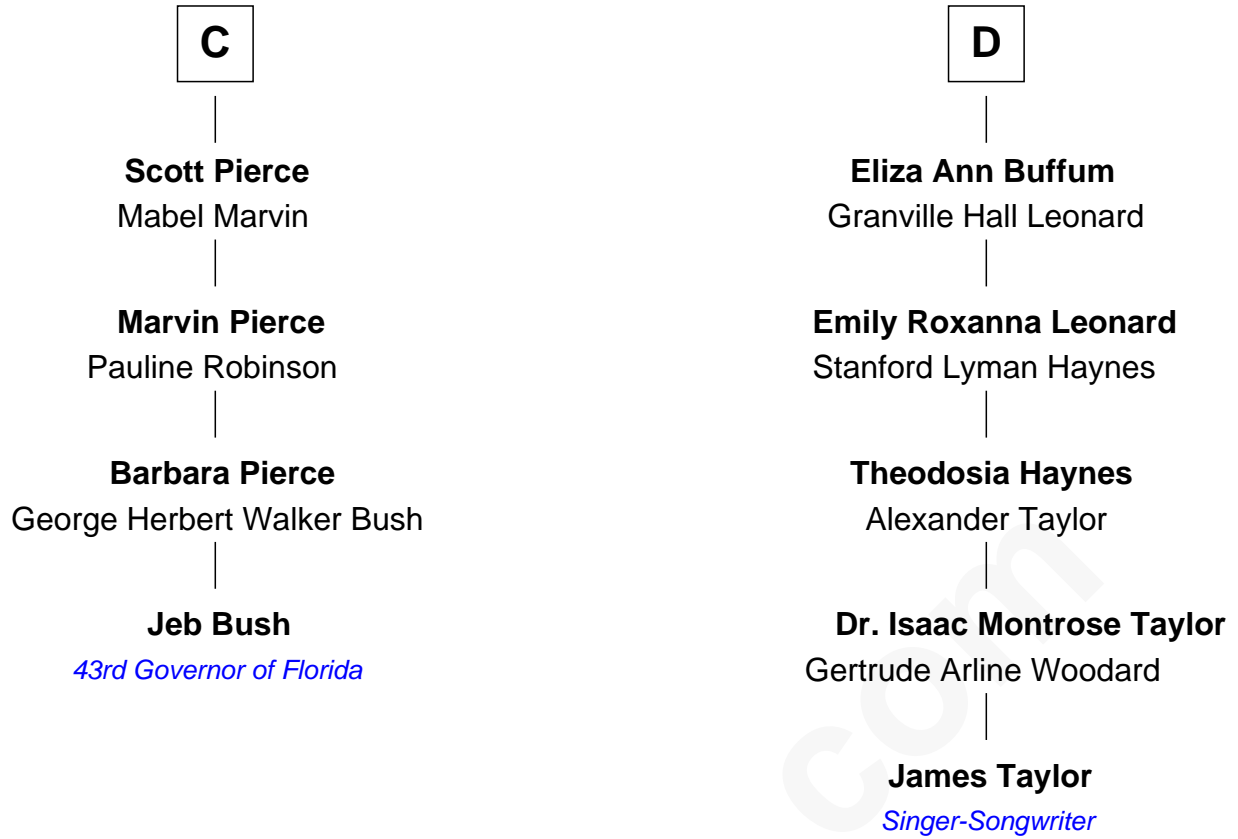 C
Scott Pierce
Mabel Marvin
Marvin Pierce
Pauline Robinson
Barbara Pierce
George Herbert Walker Bush
Jeb Bush
43rd Governor of Florida
D
Eliza Ann Buffum
Granville Hall Leonard
Emily Roxanna Leonard
Stanford Lyman Haynes
Theodosia Haynes
Alexander Taylor
Dr. Isaac Montrose Taylor
Gertrude Arline Woodard
James Taylor
Singer-Songwriter
com